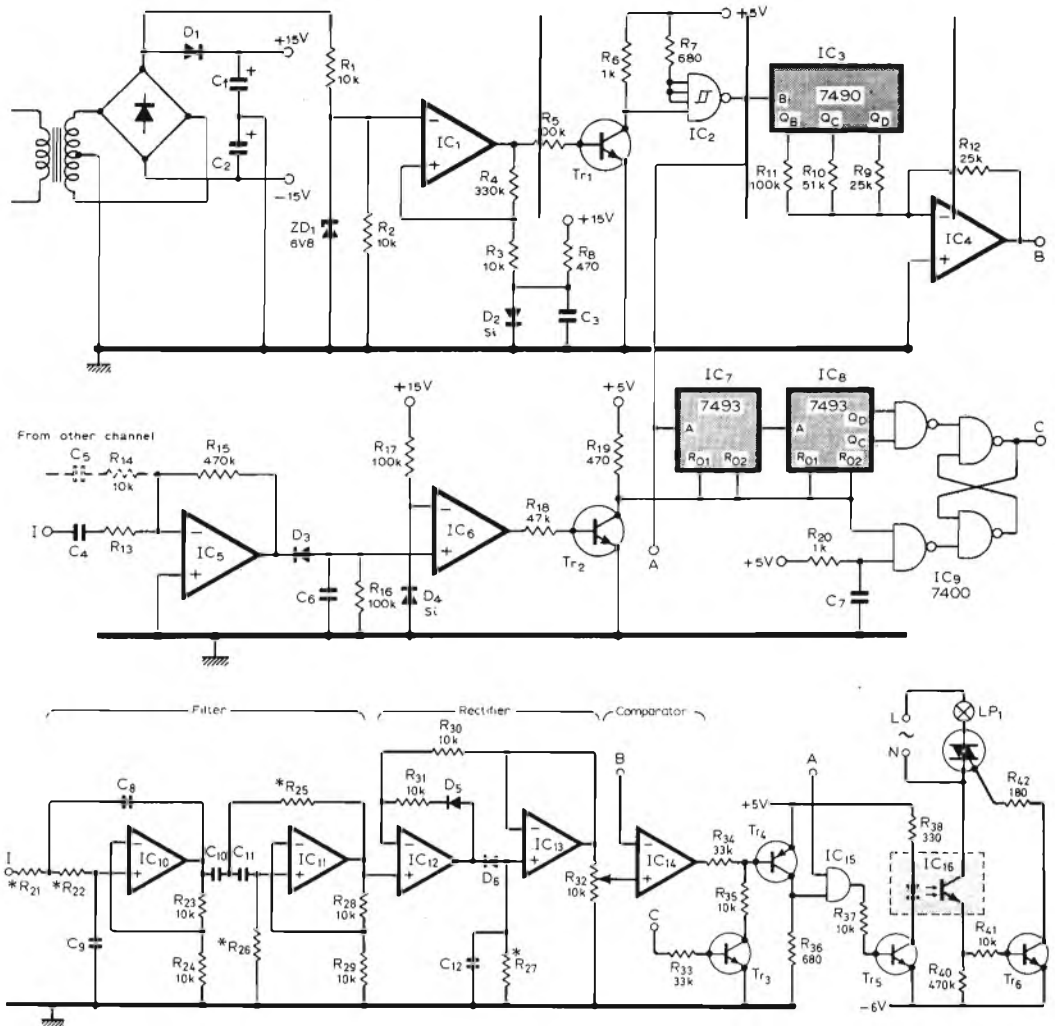 D1
+15V
C1
+
C2
+
-15V
R1
10k
ZD1
6V8
R2
10k
IC1
-
+
R4
330k
R3
10k
D2
Si
R5
00k
Tr1
+15V
R8
470
C3
R6
1k
+5V
R7
680
IC2
IC3
7490
B
QB
QC
QD
R11
100k
R10
51k
R9
25k
R12
25k
IC4
-
+
B
From other channel
C5
R14
10k
R15
470k
I
C4
R13
IC5
-
+
D3
C6
R16
100k
+15V
R17
100k
D4
Si
IC6
-
+
R18
47k
Tr2
+5V
R19
470
A
IC7
7493
A
RO1
RO2
IC8
7493
A
QD
QC
RO1
RO2
C
+5V
R20
1k
C7
IC9
7400
Filter
Rectifier
Comparator
I
*R21
*R22
C8
C9
IC10
-
+
C10
C11
R23
10k
R24
10k
*R25
*R26
IC11
-
+
R28
10k
R29
10k
R30
10k
R31
10k
D5
IC12
-
+
D6
C12
*
R27
IC13
-
+
R32
10k
B
IC14
-
+
C
R33
33k
R34
33k
R35
10k
Tr3
Tr4
+5V
R36
680
A
IC15
R37
10k
Tr5
R38
330
IC16
L
~
N
LP1
R42
180
R41
10k
R40
470k
Tr6
-6V